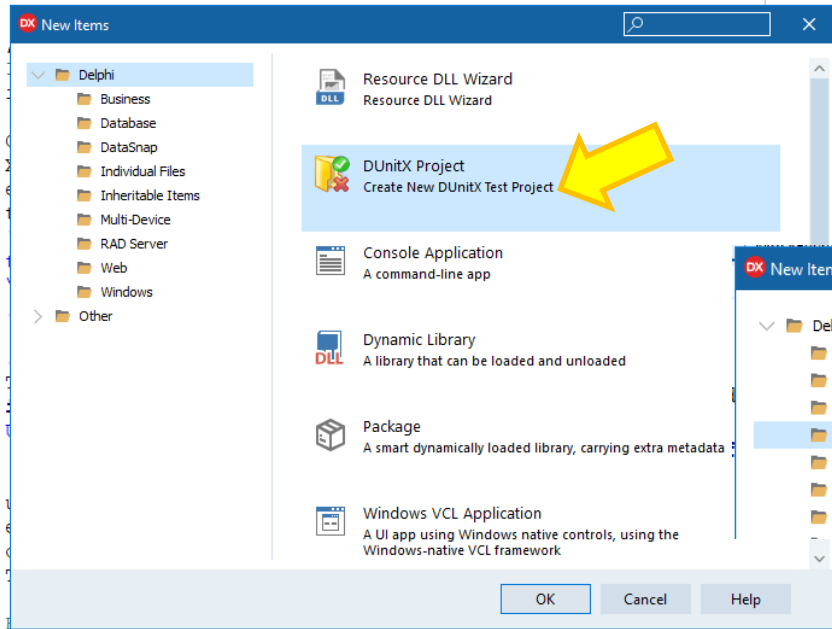 DX New Items
Delphi
Business
Database
DataSnap
Individual Files
Inheritable Items
Multi-Device
RAD Server
Web
Windows
Other
Resource DLL Wizard
Resource DLL Wizard
DLL
DUnitX Project
Create New DUnitX Test Project
Console Application
A command-line app
Dynamic Library
DLL
A library that can be loaded and unloaded
Package
A smart dynamically loaded library, carrying extra metadata
Windows VCL Application
A UI app using Windows native controls, using the
Windows-native VCL framework
DX New Iten
Del
OK
Cancel
Help